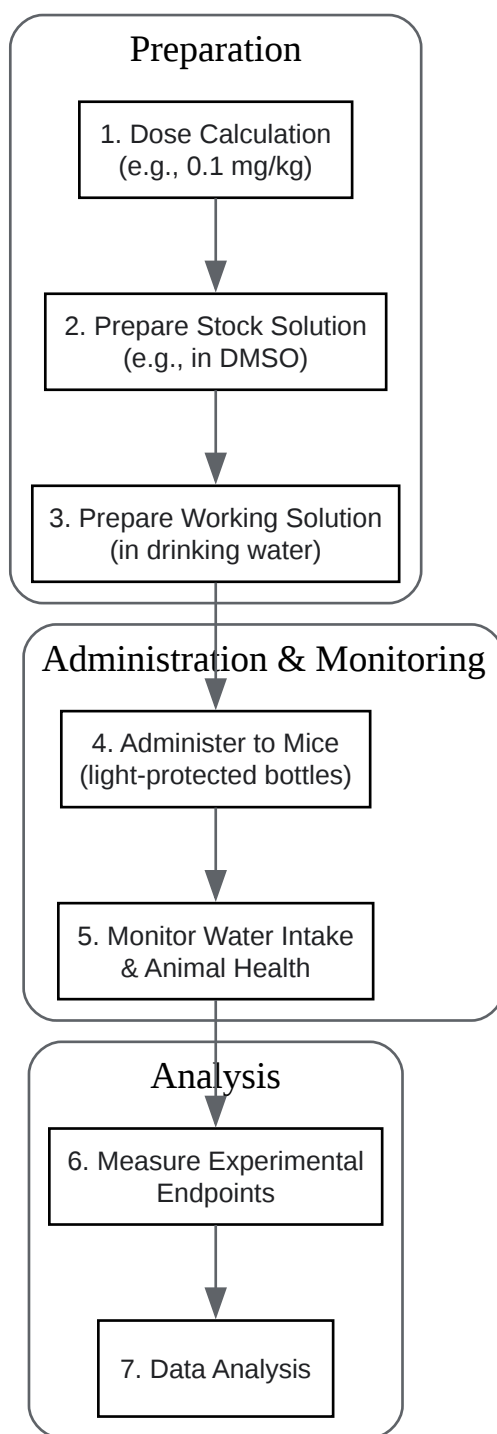 Preparation
1. Dose Calculation
(e.g., 0.1 mg/kg)
2. Prepare Stock Solution
(e.g., in DMSO)
3. Prepare Working Solution
(in drinking water)
Administration & Monitoring
4. Administer to Mice
(light-protected bottles)
5. Monitor Water Intake
& Animal Health
Analysis
6. Measure Experimental
Endpoints
7. Data Analysis